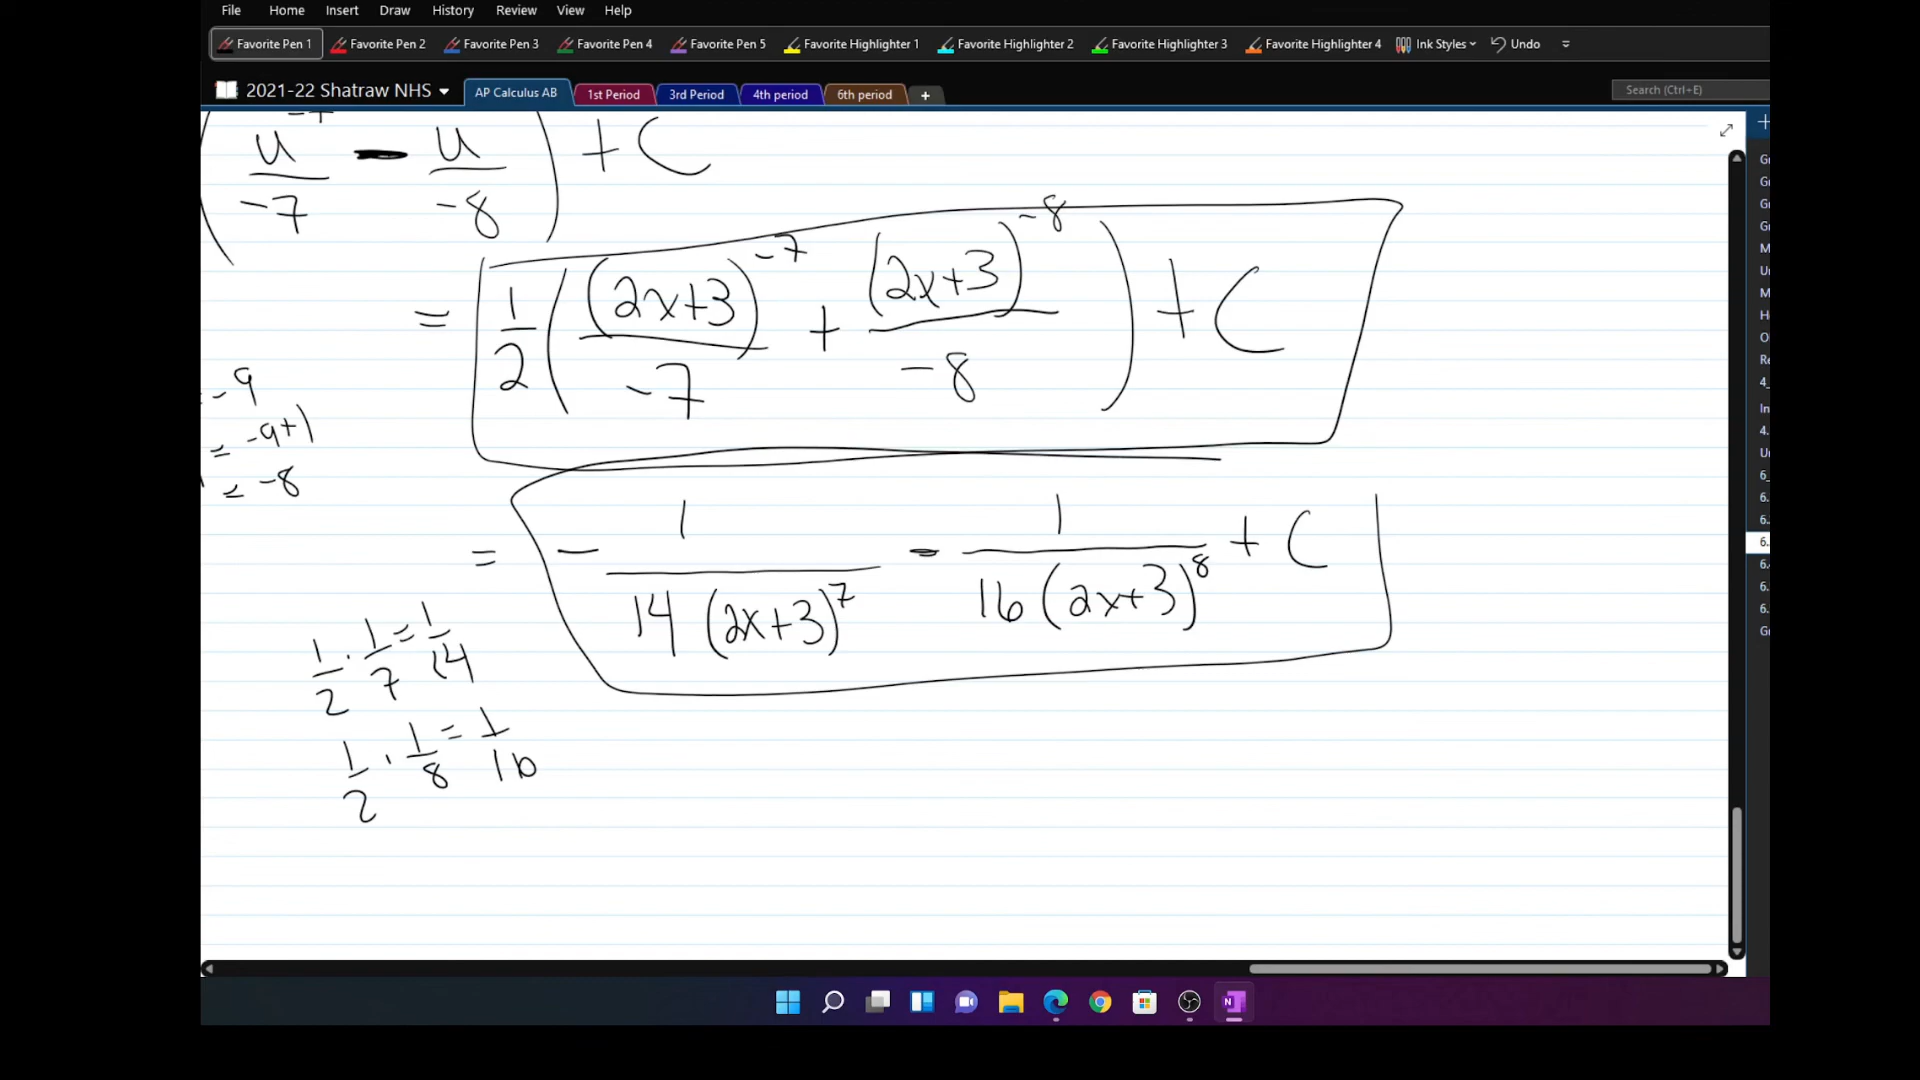 File Home Insert Draw History Review View Help
Favorite Pen 1 Favorite Pen 2 Favorite Pen 3 Favorite Pen 4 Favorite Pen 5 Favorite Highlighter 1 Favorite Highlighter 2 Favorite Highlighter 3 Favorite Highlighter 4 Ink Styles Undo
2021-22 Shatraw NHS AP Calculus AB 1st Period 3rd Period 4th period 6th period + Search (Ctrl+E)
u/-7 - u/-8 ) + C
= 1/2 ( (2x+3)^-7/-7 + (2x+3)^-8/-8 ) + C
-9
= -9+1
= -8
= - 1/14(2x+3)^7 - 1/16(2x+3)^8 + C
1/2 · 1/7 = 1/14
1/2 · 1/8 = 1/16